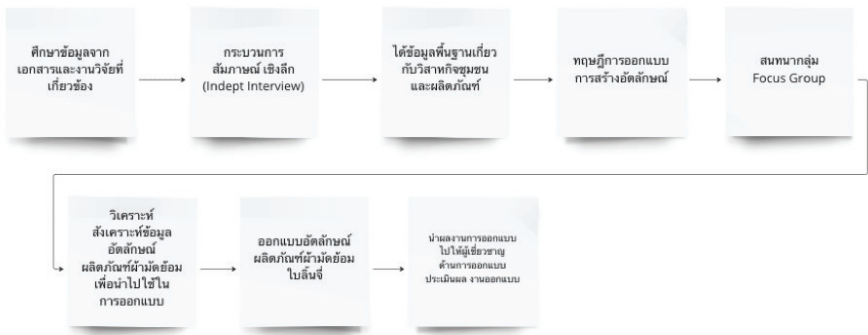 ศึกษาข้อมูลจาก
เอกสารและงานวิจัยที่
เกี่ยวข้อง
กระบวนการ
สัมภาษณ์ เชิงลึก
(Indept Interview)
ได้ข้อมูลพื้นฐานเกี่ยว
กับวิสาหกิจชุมชน
และผลิตภัณฑ์
ทฤษฎีการออกแบบ
การสร้างอัตลักษณ์
สนทนากลุ่ม
Focus Group
วิเคราะห์
สังเคราะห์ข้อมูล
อัตลักษณ์
ผลิตภัณฑ์ผ้ามัดย้อม
เพื่อนำไปใช้ใน
การออกแบบ
ออกแบบอัตลักษณ์
ผลิตภัณฑ์ผ้ามัดย้อม
ใบลิ้นจี่
นำผลงานการออกแบบ
ไปให้ผู้เชี่ยวชาญ
ด้านการออกแบบ
ประเมินผล งานออกแบบ